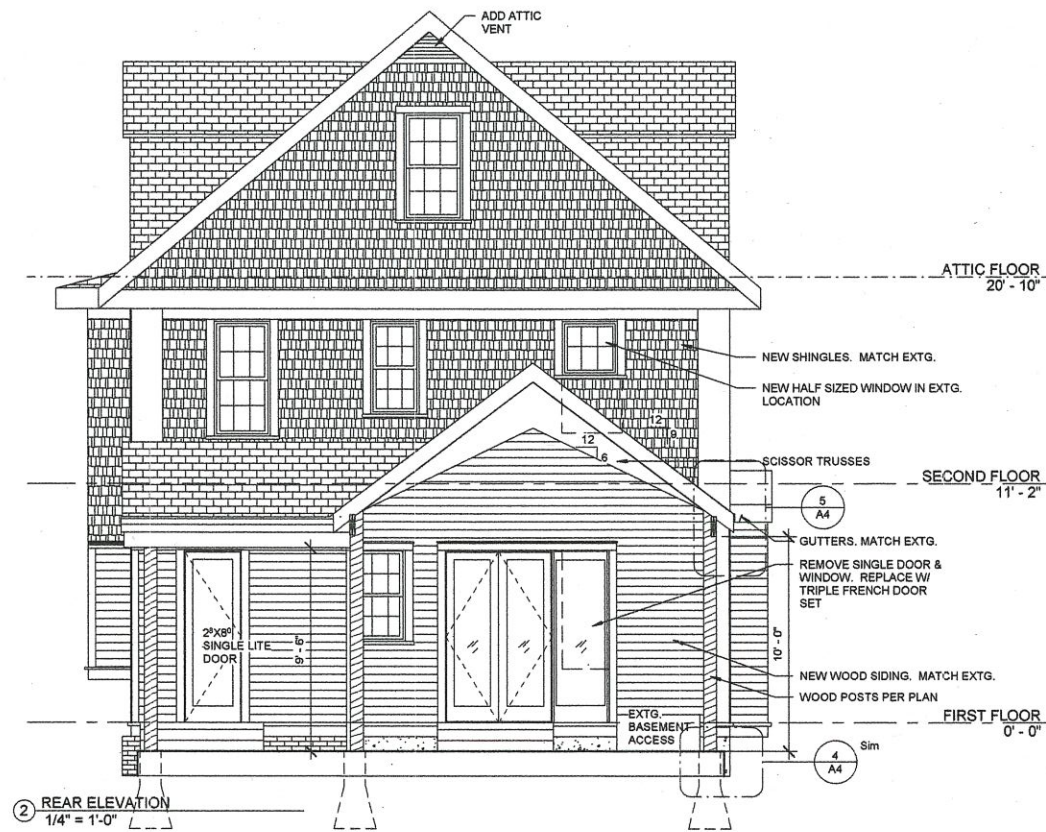 ADD ATTIC
VENT
ATTIC FLOOR
20' - 10"
NEW SHINGLES. MATCH EXTG.
NEW HALF SIZED WINDOW IN EXTG.
LOCATION
12
9
12
6
SCISSOR TRUSSES
SECOND FLOOR
11' - 2"
5
A4
GUTTERS. MATCH EXTG.
REMOVE SINGLE DOOR &
WINDOW. REPLACE W/
TRIPLE FRENCH DOOR
SET
2⁸X8⁰
SINGLE LITE
DOOR
9' - 6"
10' - 0"
NEW WOOD SIDING. MATCH EXTG.
WOOD POSTS PER PLAN
EXTG.
BASEMENT
ACCESS
FIRST FLOOR
0' - 0"
4
A4
Sim
2 REAR ELEVATION
1/4" = 1'-0"